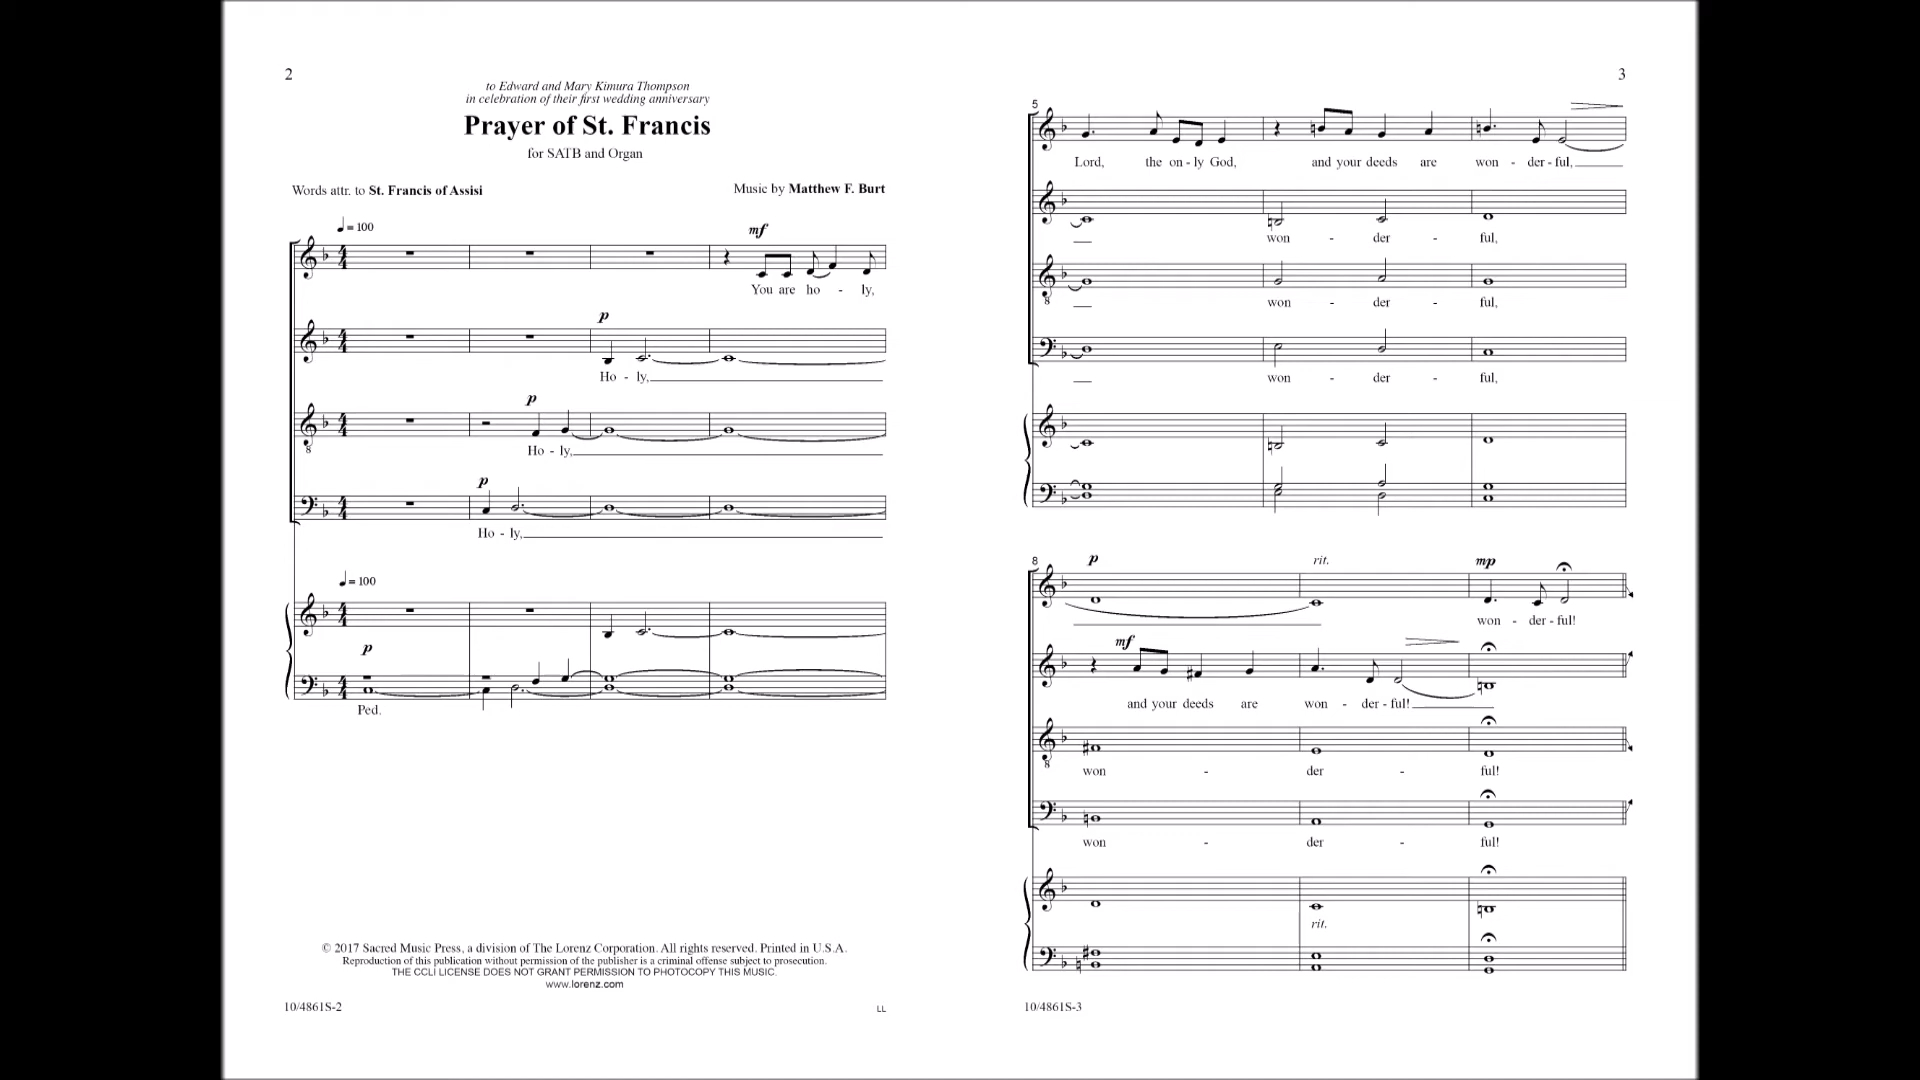 2
to Edward and Mary Kimura Thompson
in celebration of their first wedding anniversary
Prayer of St. Francis
for SATB and Organ
Words attr. to St. Francis of Assisi
Music by Matthew F. Burt
♩ = 100
mf
You are ho - ly,
p
Ho - ly,
p
Ho - ly,
p
Ho - ly,
♩ = 100
p
Ped.
© 2017 Sacred Music Press, a division of The Lorenz Corporation. All rights reserved. Printed in U.S.A.
Reproduction of this publication without permission of the publisher is a criminal offense subject to prosecution.
THE CCLI LICENSE DOES NOT GRANT PERMISSION TO PHOTOCOPY THIS MUSIC.
www.lorenz.com
10/4861S-2
LL
3
5
Lord, the on - ly God, and your deeds are won - der - ful,
won - der - ful,
won - der - ful,
won - der - ful,
8
p rit. mp
won - der - ful!
mf
and your deeds are won - der - ful!
won - der ful!
won - der ful!
rit.
10/4861S-3